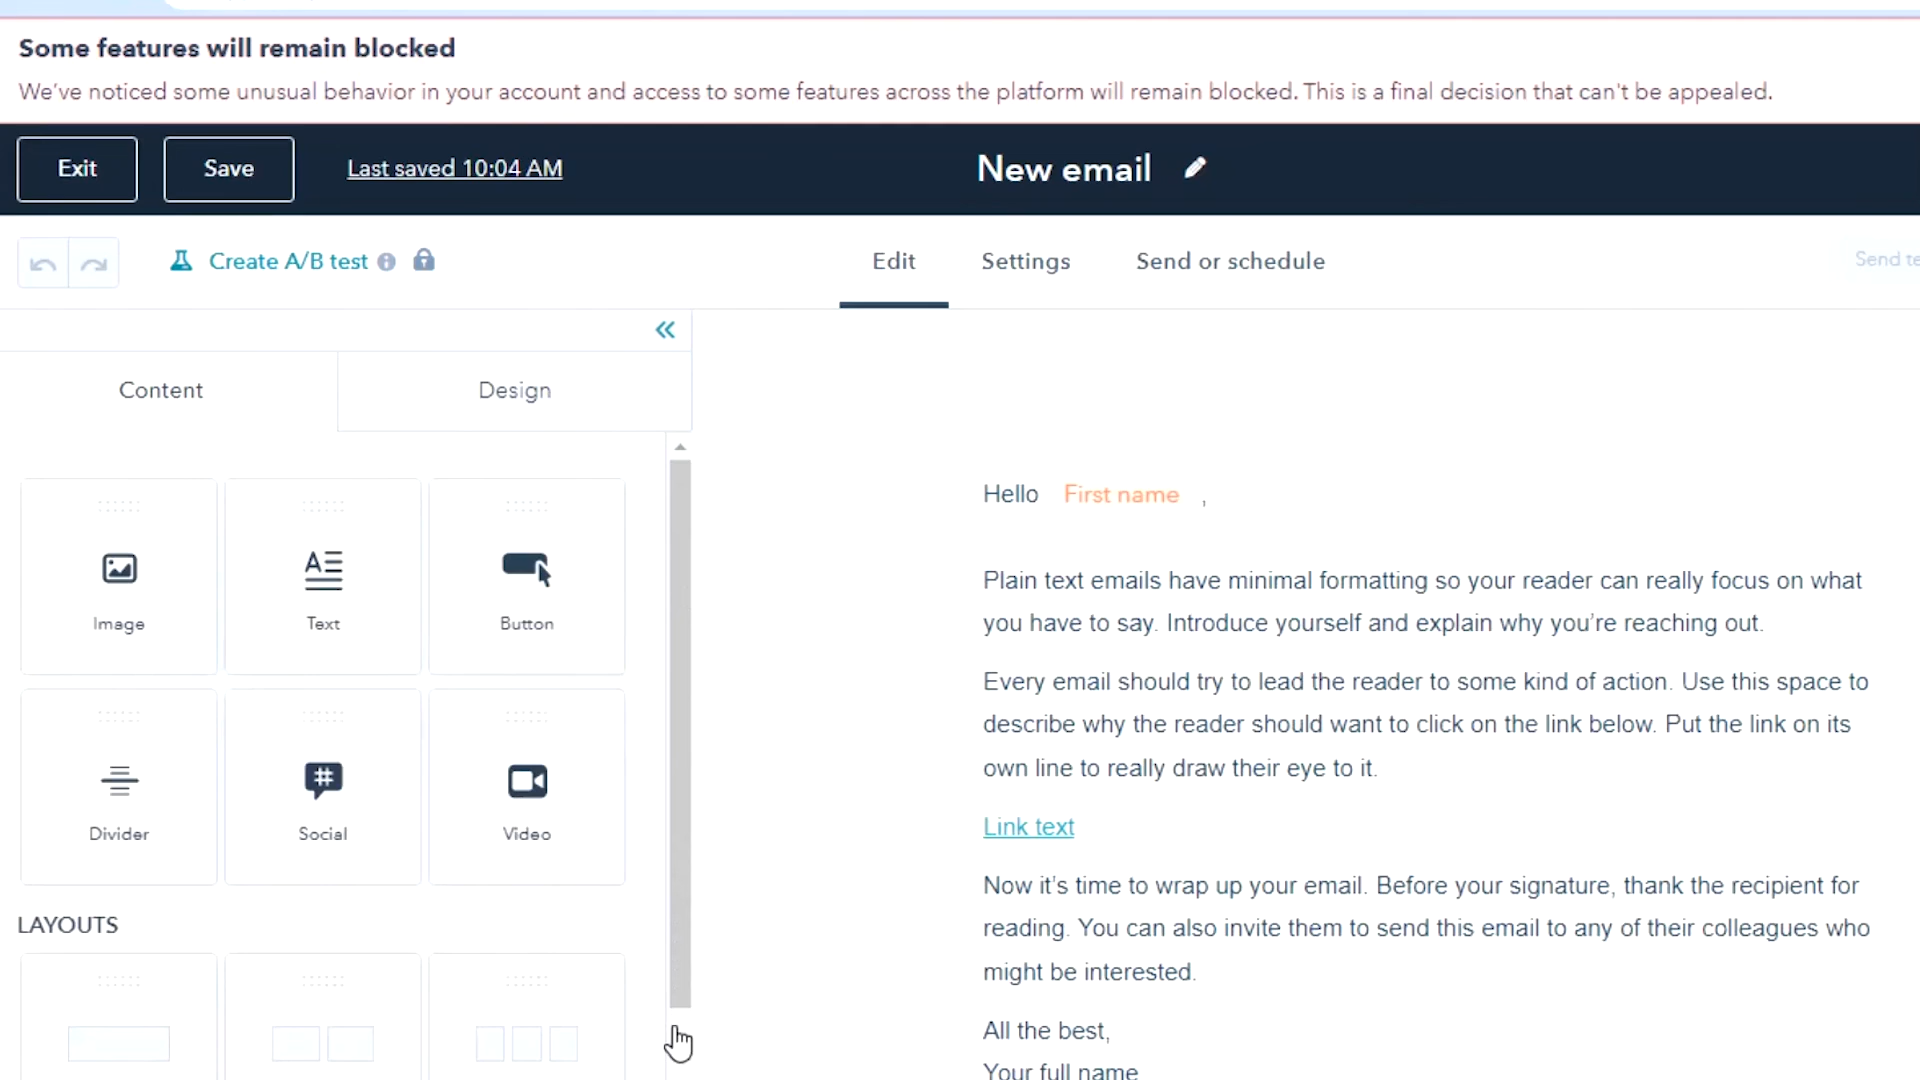 Some features will remain blocked
We've noticed some unusual behavior in your account and access to some features across the platform will remain blocked. This is a final decision that can't be appealed.
Exit
Save
Last saved 10:04 AM
New email
Create A/B test
Edit
Settings
Send or schedule
Send te
Content
Design
Image
Text
Button
Divider
Social
Video
LAYOUTS
Hello First name ,
Plain text emails have minimal formatting so your reader can really focus on what
you have to say. Introduce yourself and explain why you're reaching out.
Every email should try to lead the reader to some kind of action. Use this space to
describe why the reader should want to click on the link below. Put the link on its
own line to really draw their eye to it.
Link text
Now it's time to wrap up your email. Before your signature, thank the recipient for
reading. You can also invite them to send this email to any of their colleagues who
might be interested.
All the best,
Your full name